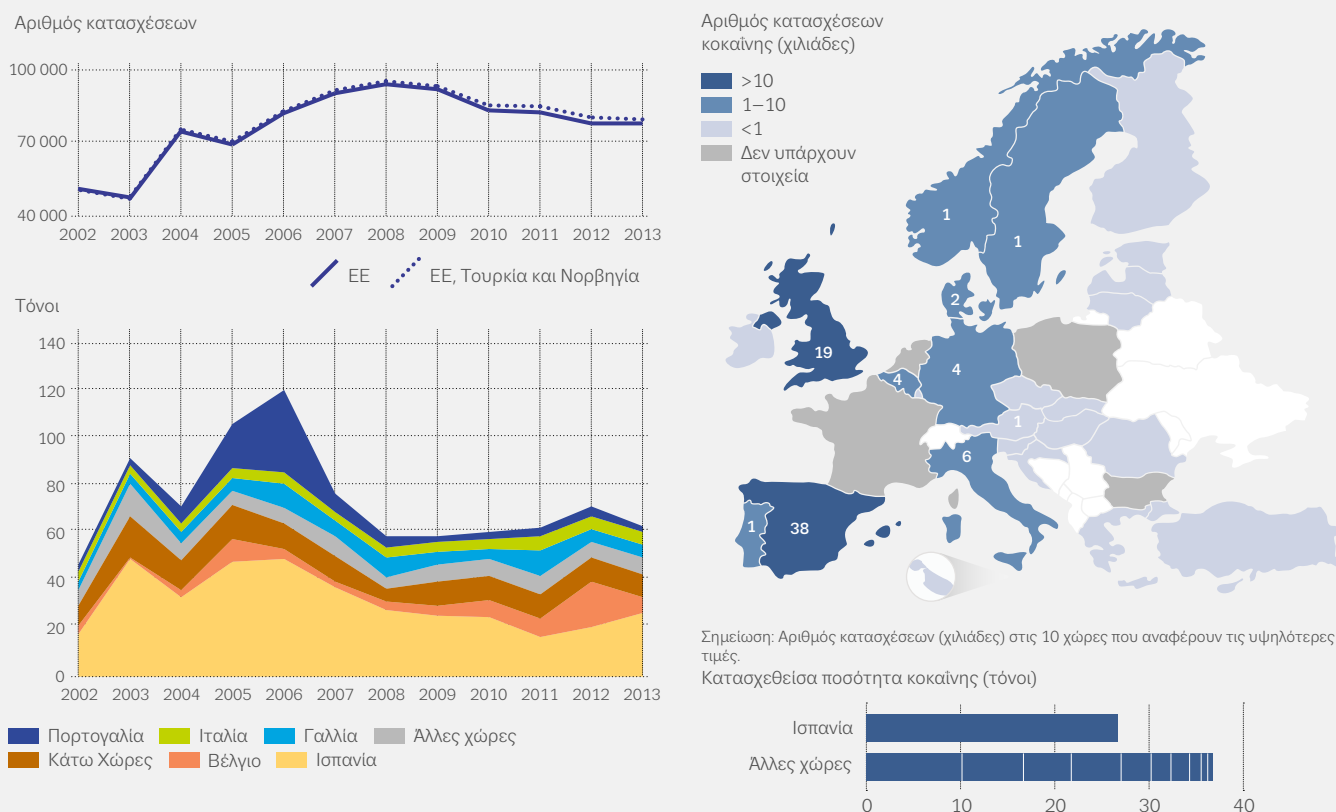 Αριθμός κατασχέσεων
100 000
70 000
40 000
2002 2003 2004 2005 2006 2007 2008 2009 2010 2011 2012 2013
ΕΕ ΕΕ, Τουρκία και Νορβηγία
Τόνοι
140
120
100
80
60
40
20
0
2002 2003 2004 2005 2006 2007 2008 2009 2010 2011 2012 2013
Πορτογαλία Ιταλία Γαλλία Άλλες χώρες
Κάτω Χώρες Βέλγιο Ισπανία
Αριθμός κατασχέσεων
κοκαΐνης (χιλιάδες)
>10
1–10
<1
Δεν υπάρχουν
στοιχεία
1
1
2
19
4
4
1
6
1
38
Σημείωση: Αριθμός κατασχέσεων (χιλιάδες) στις 10 χώρες που αναφέρουν τις υψηλότερες
τιμές.
Κατασχεθείσα ποσότητα κοκαΐνης (τόνοι)
Ισπανία
Άλλες χώρες
0 10 20 30 40